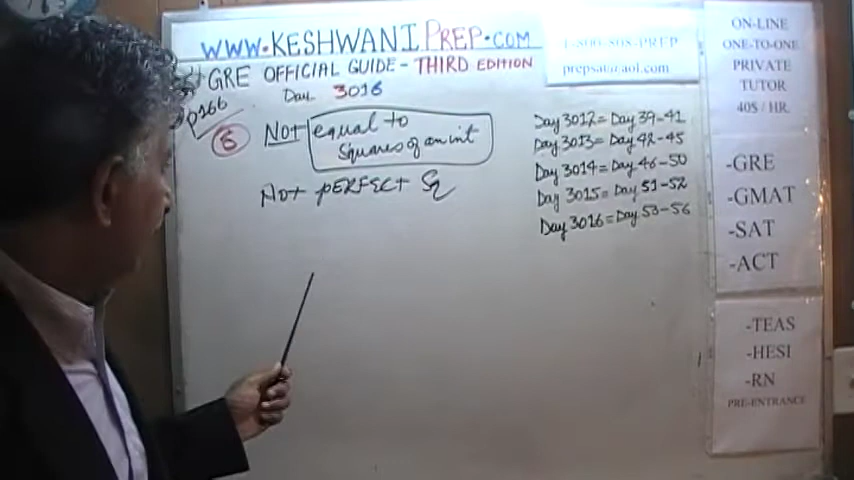 WWW.KESHWANIPREP.COM
GRE OFFICIAL GUIDE - THIRD EDITION
Day 3016
p166
6 NOT equal to
Squares of an int
NOT PERFECT Sq
1-800-808-PREP
prepsat@aol.com
Day 3012 = Day 39-41
Day 3013 = Day 42-45
Day 3014 = Day 46-50
Day 3015 = Day 51-52
Day 3016 = Day 53-56
ON-LINE
ONE-TO-ONE
PRIVATE
TUTOR
40$ / HR.
-GRE
-GMAT
-SAT
-ACT
-TEAS
-HESI
-RN
PRE-ENTRANCE